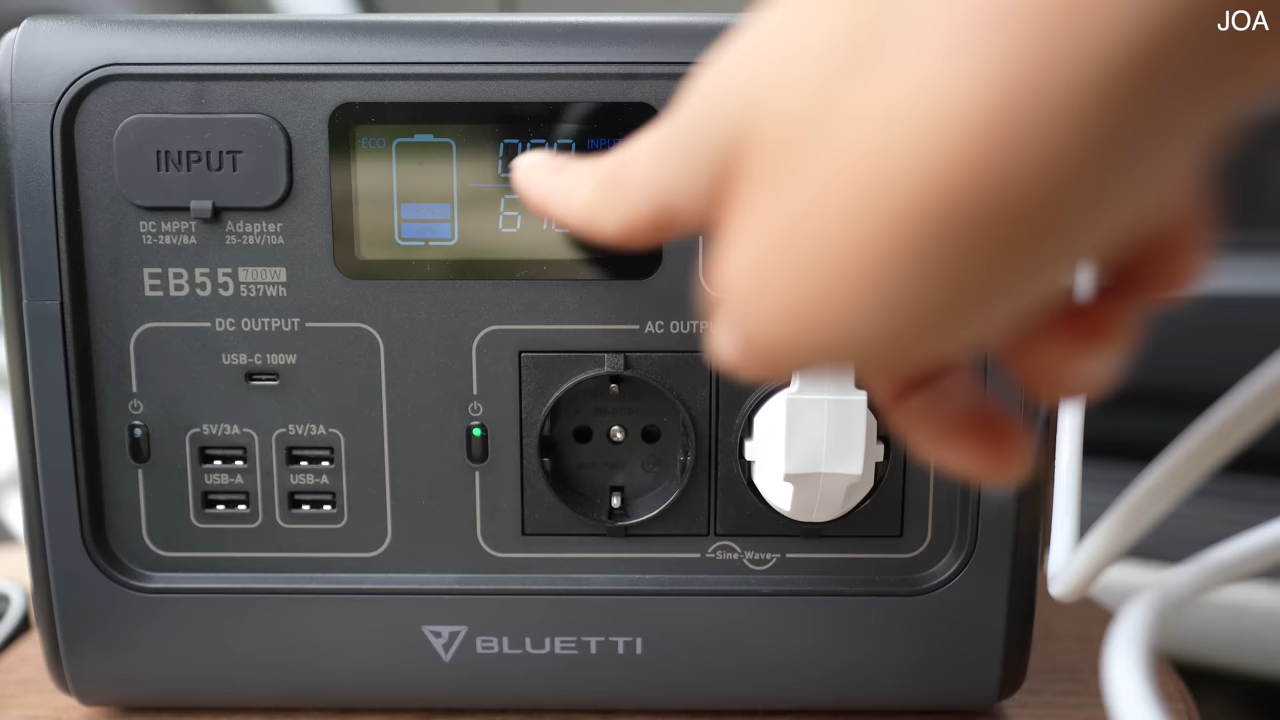 JOA
ECO
INPUT
DC MPPT
12-28V/8A
Adapter
25-28V/10A
EB55
700W
537Wh
DC OUTPUT
USB-C 100W
5V/3A
5V/3A
USB-A
USB-A
AC
Sine-Wave
BLUETTI